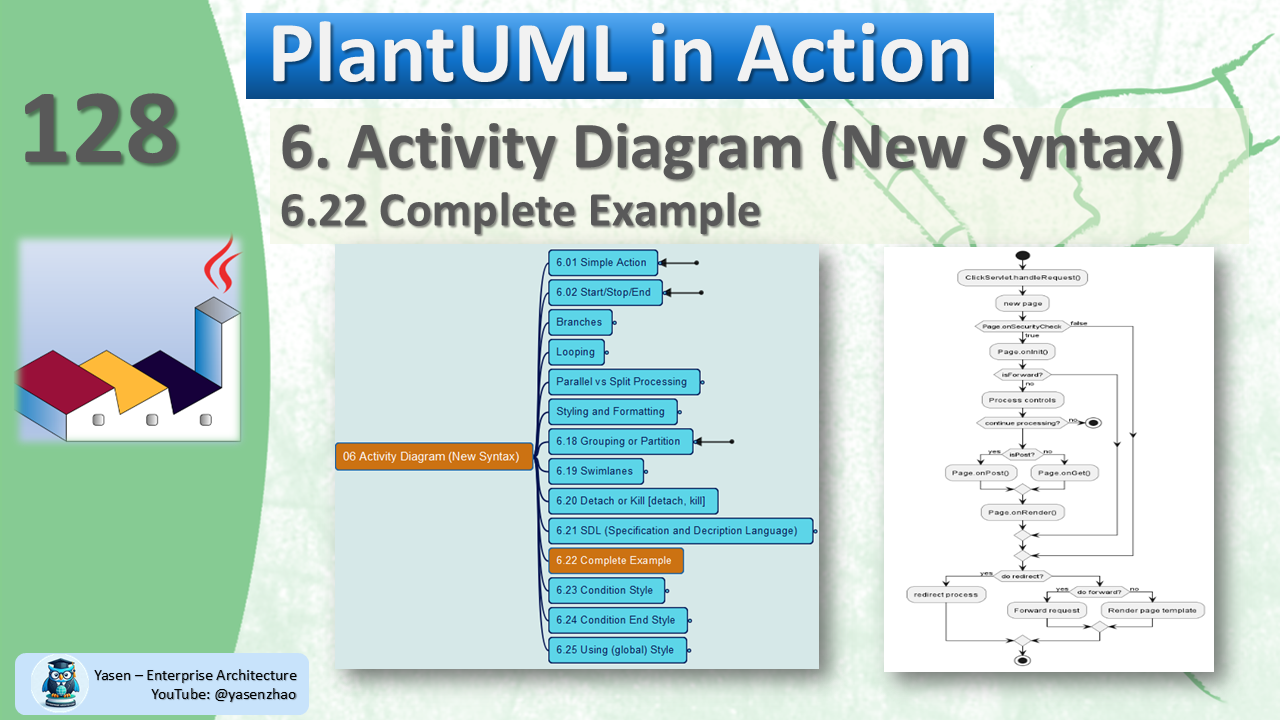 PlantUML in Action
128
6. Activity Diagram (New Syntax)
6.22 Complete Example
06 Activity Diagram (New Syntax)
6.01 Simple Action
6.02 Start/Stop/End
Branches
Looping
Parallel vs Split Processing
Styling and Formatting
6.18 Grouping or Partition
6.19 Swimlanes
6.20 Detach or Kill [detach, kill]
6.21 SDL (Specification and Decription Language)
6.22 Complete Example
6.23 Condition Style
6.24 Condition End Style
6.25 Using (global) Style
ClickServlet.handleRequest()
new page
Page.onSecurityCheck
false
true
Page.onInit()
isForward?
no
Process controls
continue processing?
no
yes
isPost?
no
Page.onPost()
Page.onGet()
Page.onRender()
yes
do redirect?
redirect process
yes
do forward?
no
Forward request
Render page template
Yasen – Enterprise Architecture
YouTube: @yasenzhao